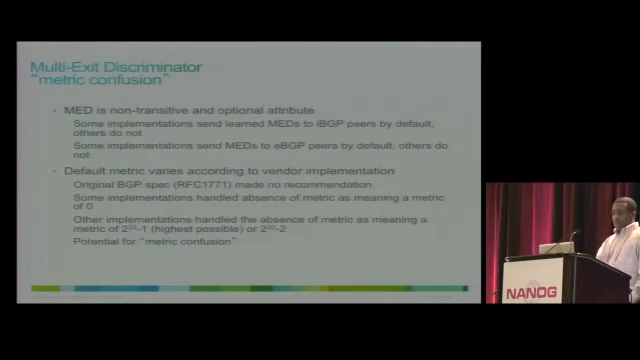 Multi-Exit Discriminator
"metric confusion"
MED is non-transitive and optional attribute
Some implementations send learned MEDs to iBGP peers by default,
others do not
Some implementations send MEDs to eBGP peers by default, others do
not
Default metric varies according to vendor implementation
Original BGP spec (RFC1771) made no recommendation
Some implementations handled absence of metric as meaning a metric
of 0
Other implementations handled the absence of metric as meaning a
metric of 2³²-1 (highest possible) or 2³²-2
Potential for "metric confusion"
NANOG